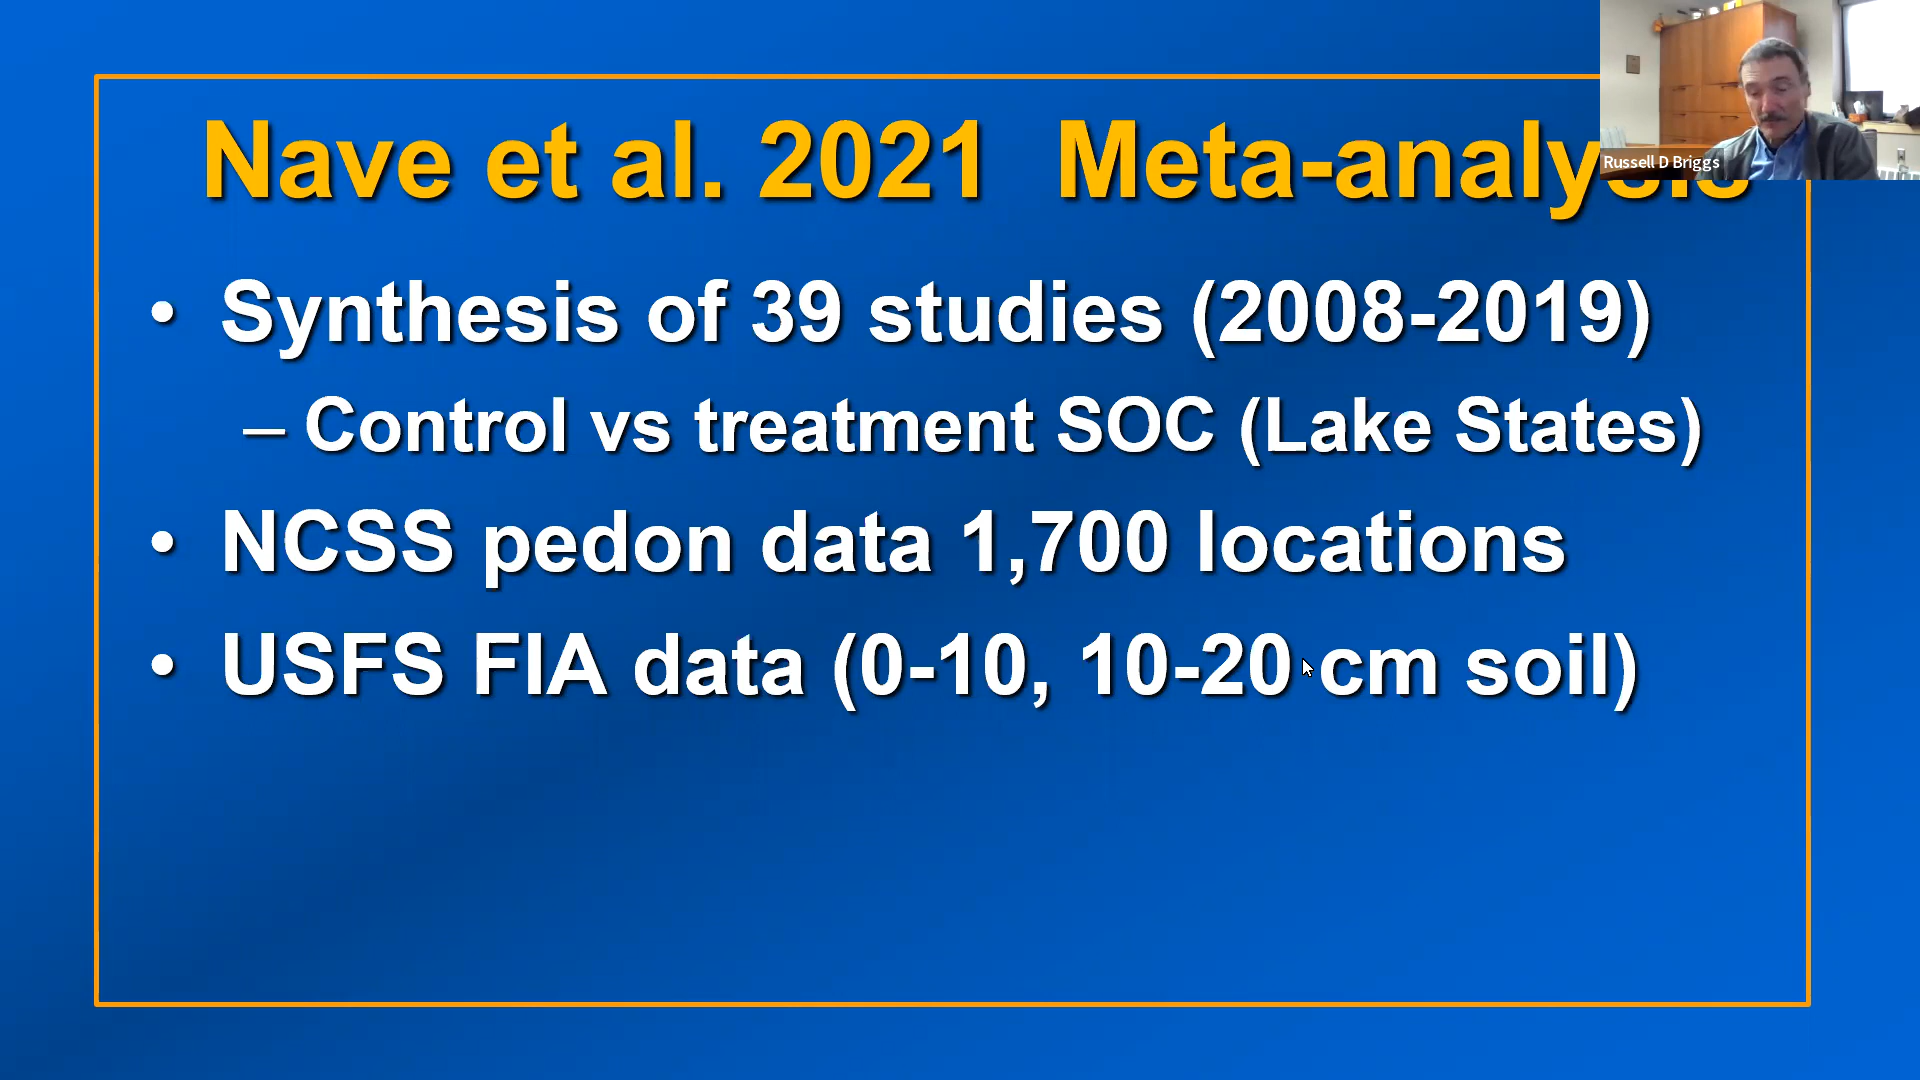 Nave et al. 2021 Meta-analysis
Russell D Briggs
• Synthesis of 39 studies (2008-2019)
– Control vs treatment SOC (Lake States)
• NCSS pedon data 1,700 locations
• USFS FIA data (0-10, 10-20 cm soil)